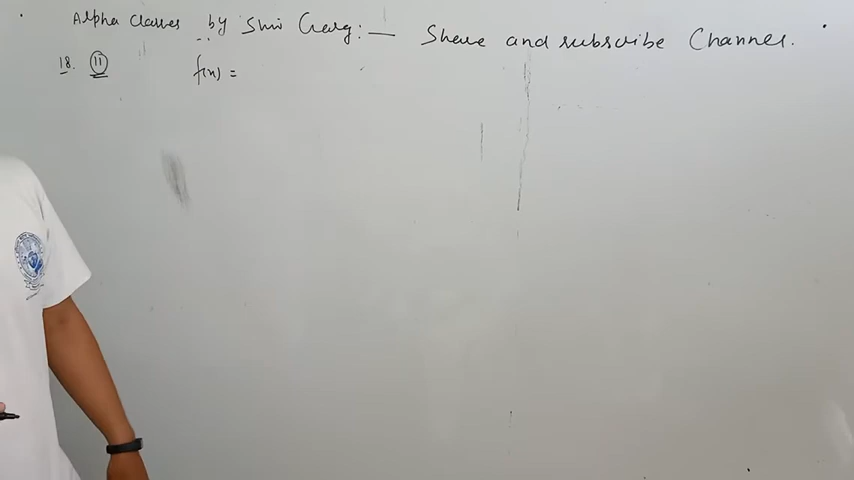 Alpha Classes by Shiv Garg:— Share and subscribe Channel.
18. (11) f(x) =